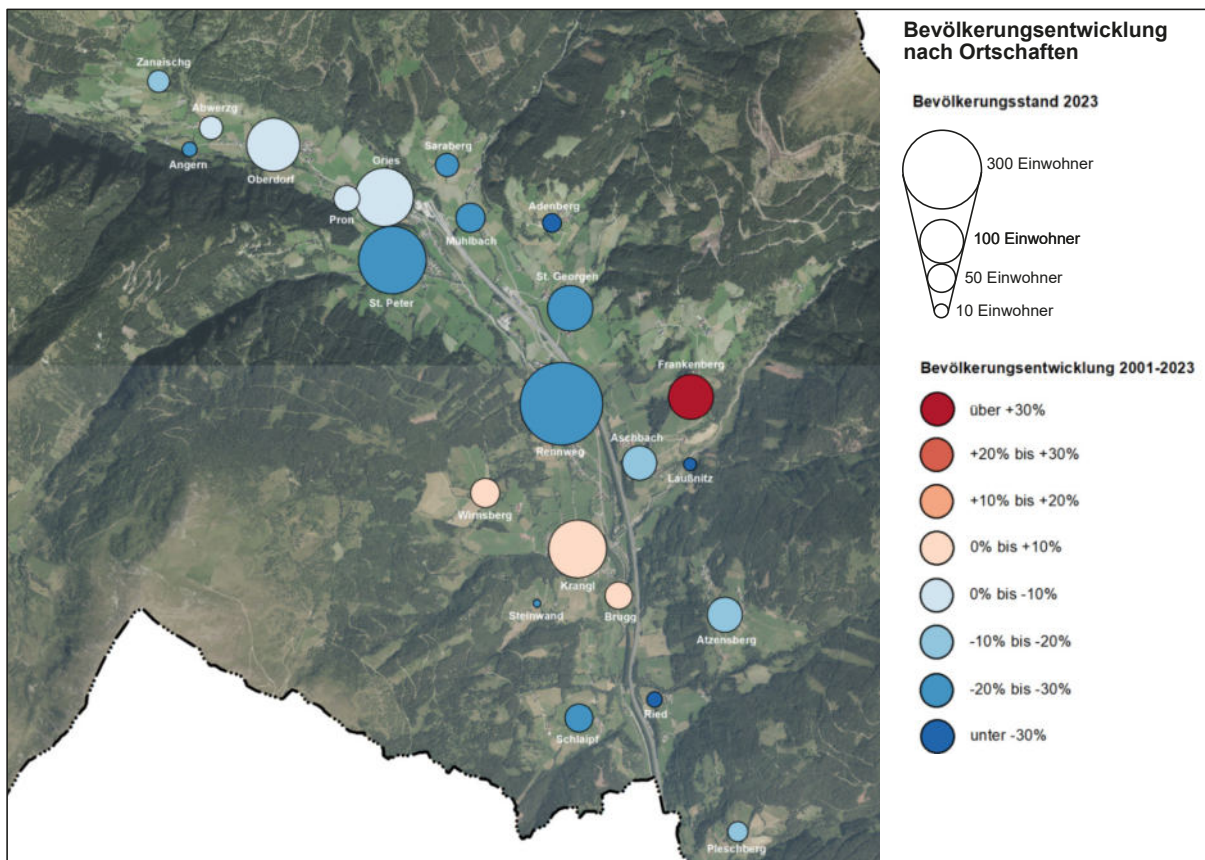 Zanaischg
Abwerzg
Angern
Oberdorf
Gries
Pron
Saraberg
Mühlbach
Adenberg
St. Peter
St. Georgen
Frankenberg
Rennweg
Aschbach
Laußnitz
Wirnsberg
Krangl
Steinwand
Brugg
Atzensberg
Ried
Schlaipf
Pleschberg
Bevölkerungsentwicklung
nach Ortschaften
Bevölkerungsstand 2023
300 Einwohner
100 Einwohner
50 Einwohner
10 Einwohner
Bevölkerungsentwicklung 2001-2023
über +30%
+20% bis +30%
+10% bis +20%
0% bis +10%
0% bis -10%
-10% bis -20%
-20% bis -30%
unter -30%